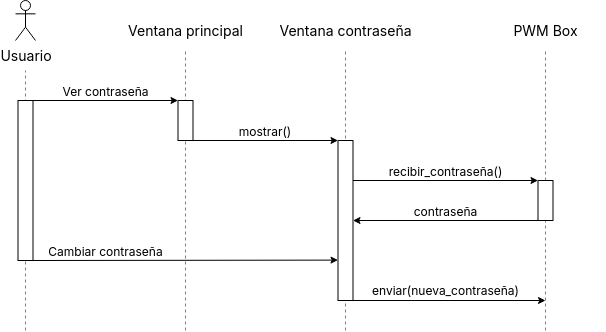 Usuario
Ventana principal
Ventana contraseña
PWM Box
Ver contraseña
mostrar()
recibir_contraseña()
contraseña
Cambiar contraseña
enviar(nueva_contraseña)